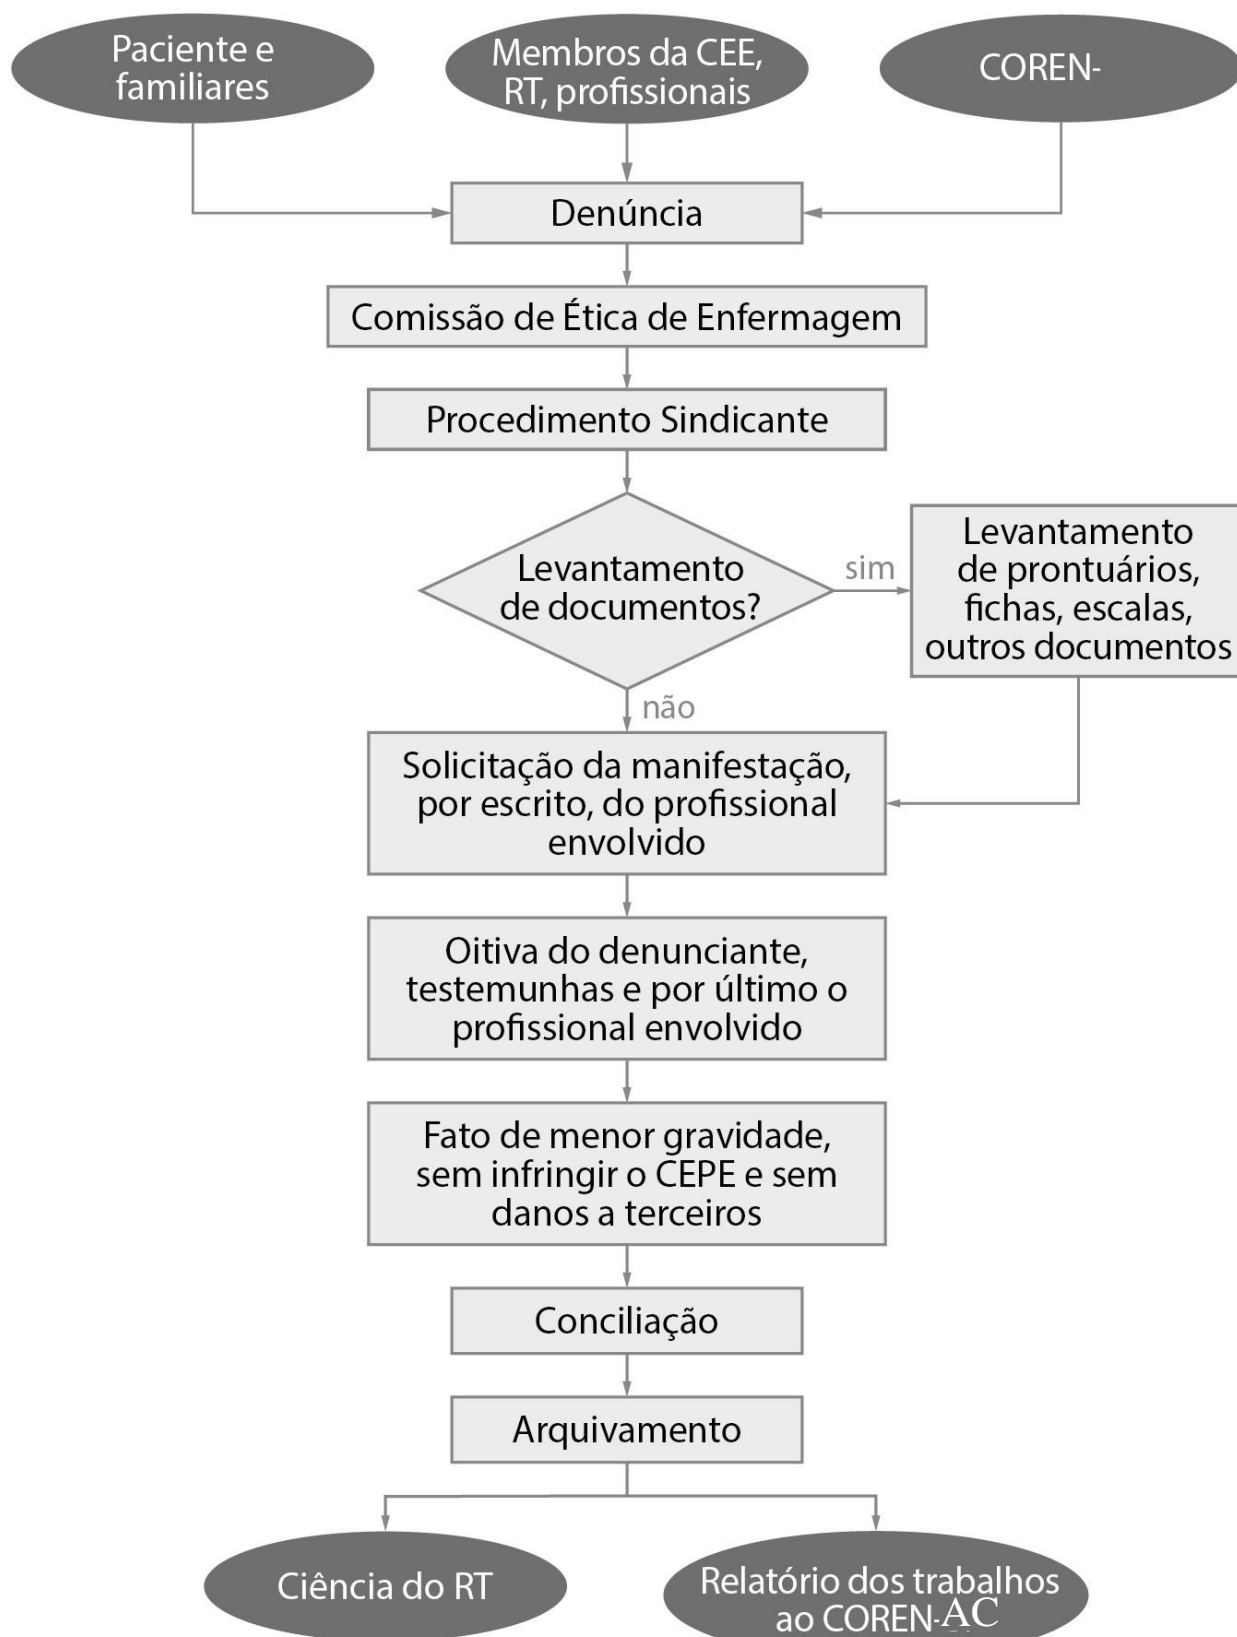 Paciente e
familiares
Membros da CEE,
RT, profissionais
COREN-
Denúncia
Comissão de Ética de Enfermagem
Procedimento Sindicante
Levantamento
de documentos?
sim
Levantamento
de prontuários,
fichas, escalas,
outros documentos
não
Solicitação da manifestação,
por escrito, do profissional
envolvido
Oitiva do denunciante,
testemunhas e por último o
profissional envolvido
Fato de menor gravidade,
sem infringir o CEPE e sem
danos a terceiros
Conciliação
Arquivamento
Ciência do RT
Relatório dos trabalhos
ao COREN-AC